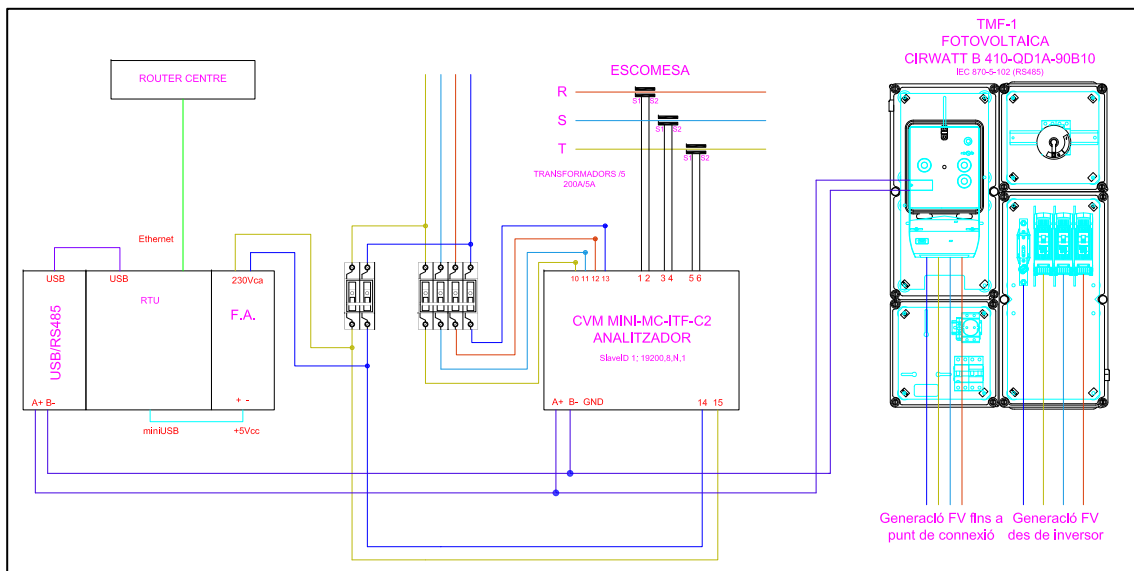 TMF-1
FOTOVOLTAICA
CIRWATT B 410-QD1A-90B10
IEC 870-5-102 (RS485)
ROUTER CENTRE
ESCOMESA
R
S1 S2
S
S1 S2
T
S1 S2
TRANSFORMADORS /5
200A/5A
Ethernet
USB
USB
230Vca
RTU
F.A.
USB/RS485
A+ B-
+ -
miniUSB
+5Vcc
10 11 12 13
1 2
3 4
5 6
CVM MINI-MC-ITF-C2
ANALITZADOR
SlaveID 1: 19200,8,N,1
A+ B- GND
14 15
Generació FV fins a
punt de connexió
Generació FV
des de inversor